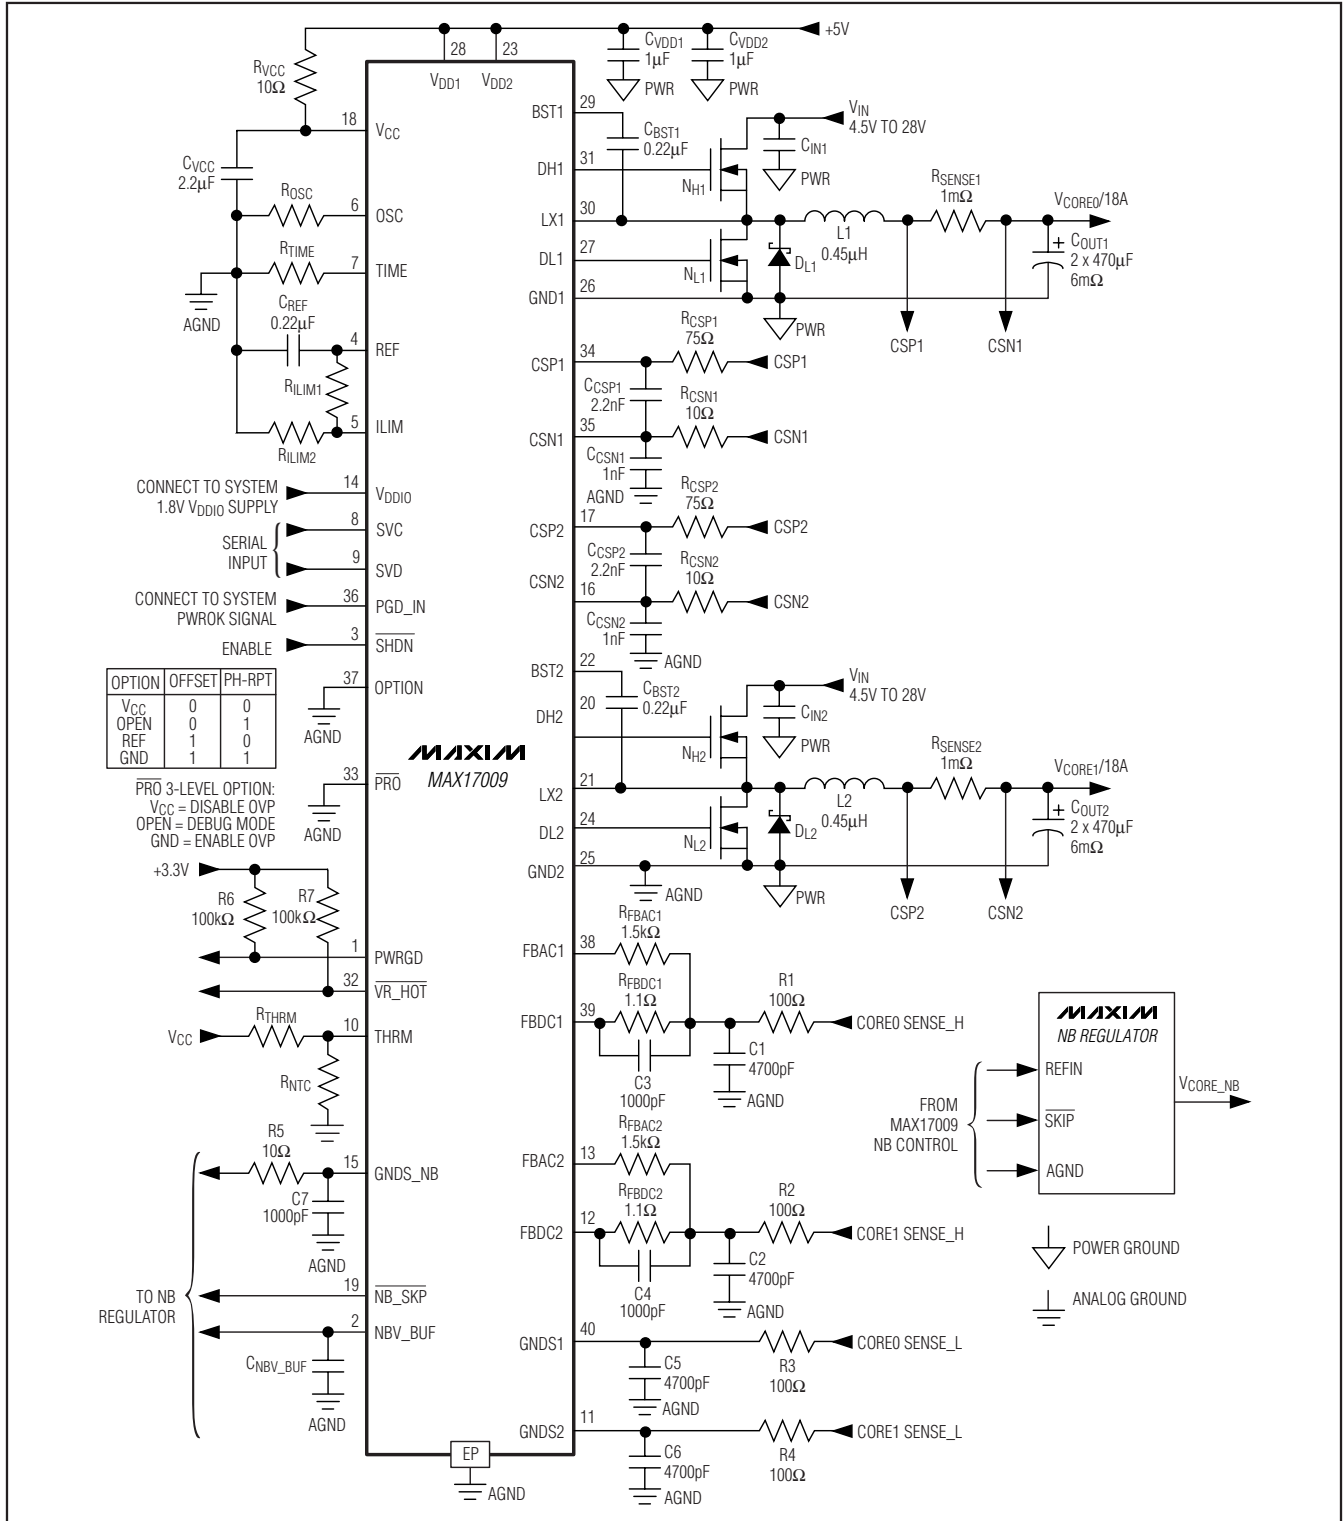 +5V
RVCC
10Ω
28
23
VDD1
VDD2
CVDD1
1µF
PWR
CVDD2
1µF
PWR
18
VCC
CVCC
2.2µF
ROSC
6
OSC
RTIME
7
TIME
AGND
CREF
0.22µF
4
REF
RILIM1
5
ILIM
RILIM2
CONNECT TO SYSTEM
1.8V VDDIO SUPPLY
14
VDDIO
SERIAL
INPUT
8
SVC
9
SVD
CONNECT TO SYSTEM
PWROK SIGNAL
36
PGD_IN
ENABLE
3
SHDN
37
OPTION
AGND
OPTION OFFSET PH-RPT
VCC 0 0
OPEN 0 1
REF 1 0
GND 1 1
PRO 3-LEVEL OPTION:
VCC = DISABLE OVP
OPEN = DEBUG MODE
GND = ENABLE OVP
33
PRO
AGND
MAXIM
MAX17009
+3.3V
R6
100kΩ
R7
100kΩ
1
PWRGD
32
VR_HOT
VCC
RTHRM
10
THRM
RNTC
R5
10Ω
15
GNDS_NB
C7
1000pF
AGND
TO NB
REGULATOR
19
NB_SKP
2
NBV_BUF
CNBV_BUF
AGND
EP
AGND
BST1
29
CBST1
0.22µF
DH1
31
NH1
VIN
4.5V TO 28V
CIN1
PWR
LX1
30
L1
0.45µH
RSENSE1
1mΩ
VCORE0/18A
COUT1
+
2 x 470µF
6mΩ
DL1
27
NL1
DL1
GND1
26
PWR
CSP1
CSN1
CSP1
34
RCSP1
75Ω
CSP1
CCSP1
2.2nF
RCSN1
10Ω
CSN1
35
CSN1
CCSN1
1nF
AGND
CSP2
17
RCSP2
75Ω
CSP2
CCSP2
2.2nF
RCSN2
10Ω
CSN2
16
CSN2
CCSN2
1nF
AGND
BST2
22
CBST2
0.22µF
DH2
20
NH2
VIN
4.5V TO 28V
CIN2
PWR
LX2
21
L2
0.45µH
RSENSE2
1mΩ
VCORE1/18A
COUT2
+
2 x 470µF
6mΩ
DL2
24
NL2
DL2
GND2
25
AGND
PWR
CSP2
CSN2
FBAC1
38
RFBAC1
1.5kΩ
FBDC1
39
RFBDC1
1.1Ω
C3
1000pF
R1
100Ω
CORE0 SENSE_H
C1
4700pF
AGND
FBAC2
13
RFBAC2
1.5kΩ
FBDC2
12
RFBDC2
1.1Ω
C4
1000pF
R2
100Ω
CORE1 SENSE_H
C2
4700pF
AGND
GNDS1
40
CORE0 SENSE_L
C5
4700pF
AGND
R3
100Ω
GNDS2
11
CORE1 SENSE_L
C6
4700pF
AGND
R4
100Ω
MAXIM
NB REGULATOR
REFIN
SKIP
AGND
FROM
MAX17009
NB CONTROL
VCORE_NB
POWER GROUND
ANALOG GROUND